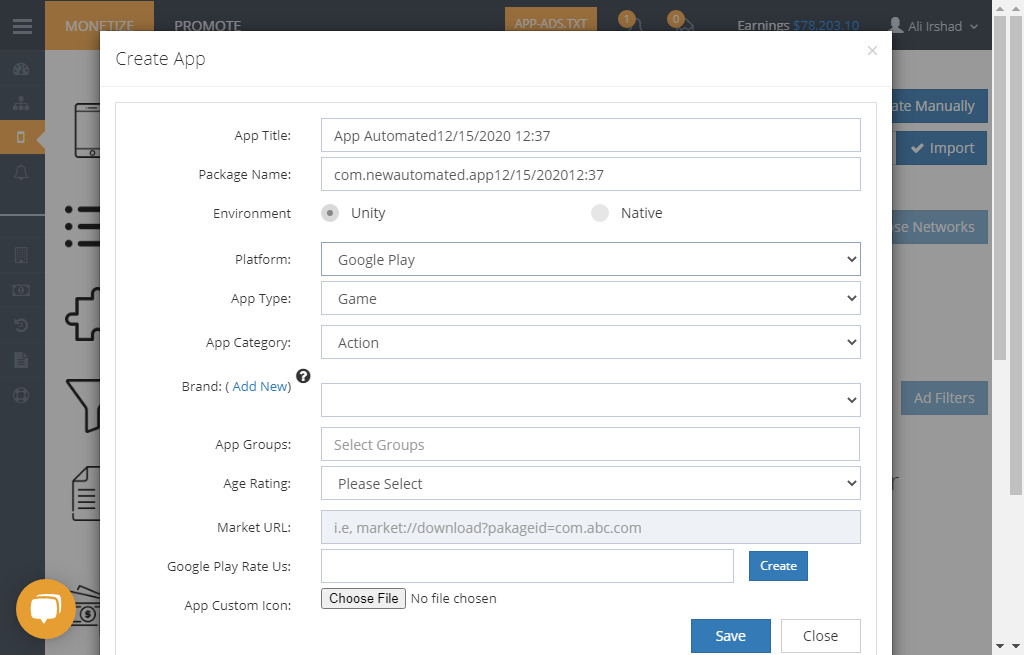 MONETIZE PROMOTE APP-ADS.TXT 1 0 Earnings $78,203.10 Ali Irshad
Create App ×
Manually
App Title: App Automated12/15/2020 12:37
Import
Package Name: com.newautomated.app12/15/202012:37
Environment Unity Native
Networks
Platform: Google Play
App Type: Game
App Category: Action
Brand: ( Add New) ?
Ad Filters
App Groups: Select Groups
Age Rating: Please Select
Market URL: i.e, market://download?pakageid=com.abc.com
Google Play Rate Us: Create
App Custom Icon: Choose File No file chosen
Save Close